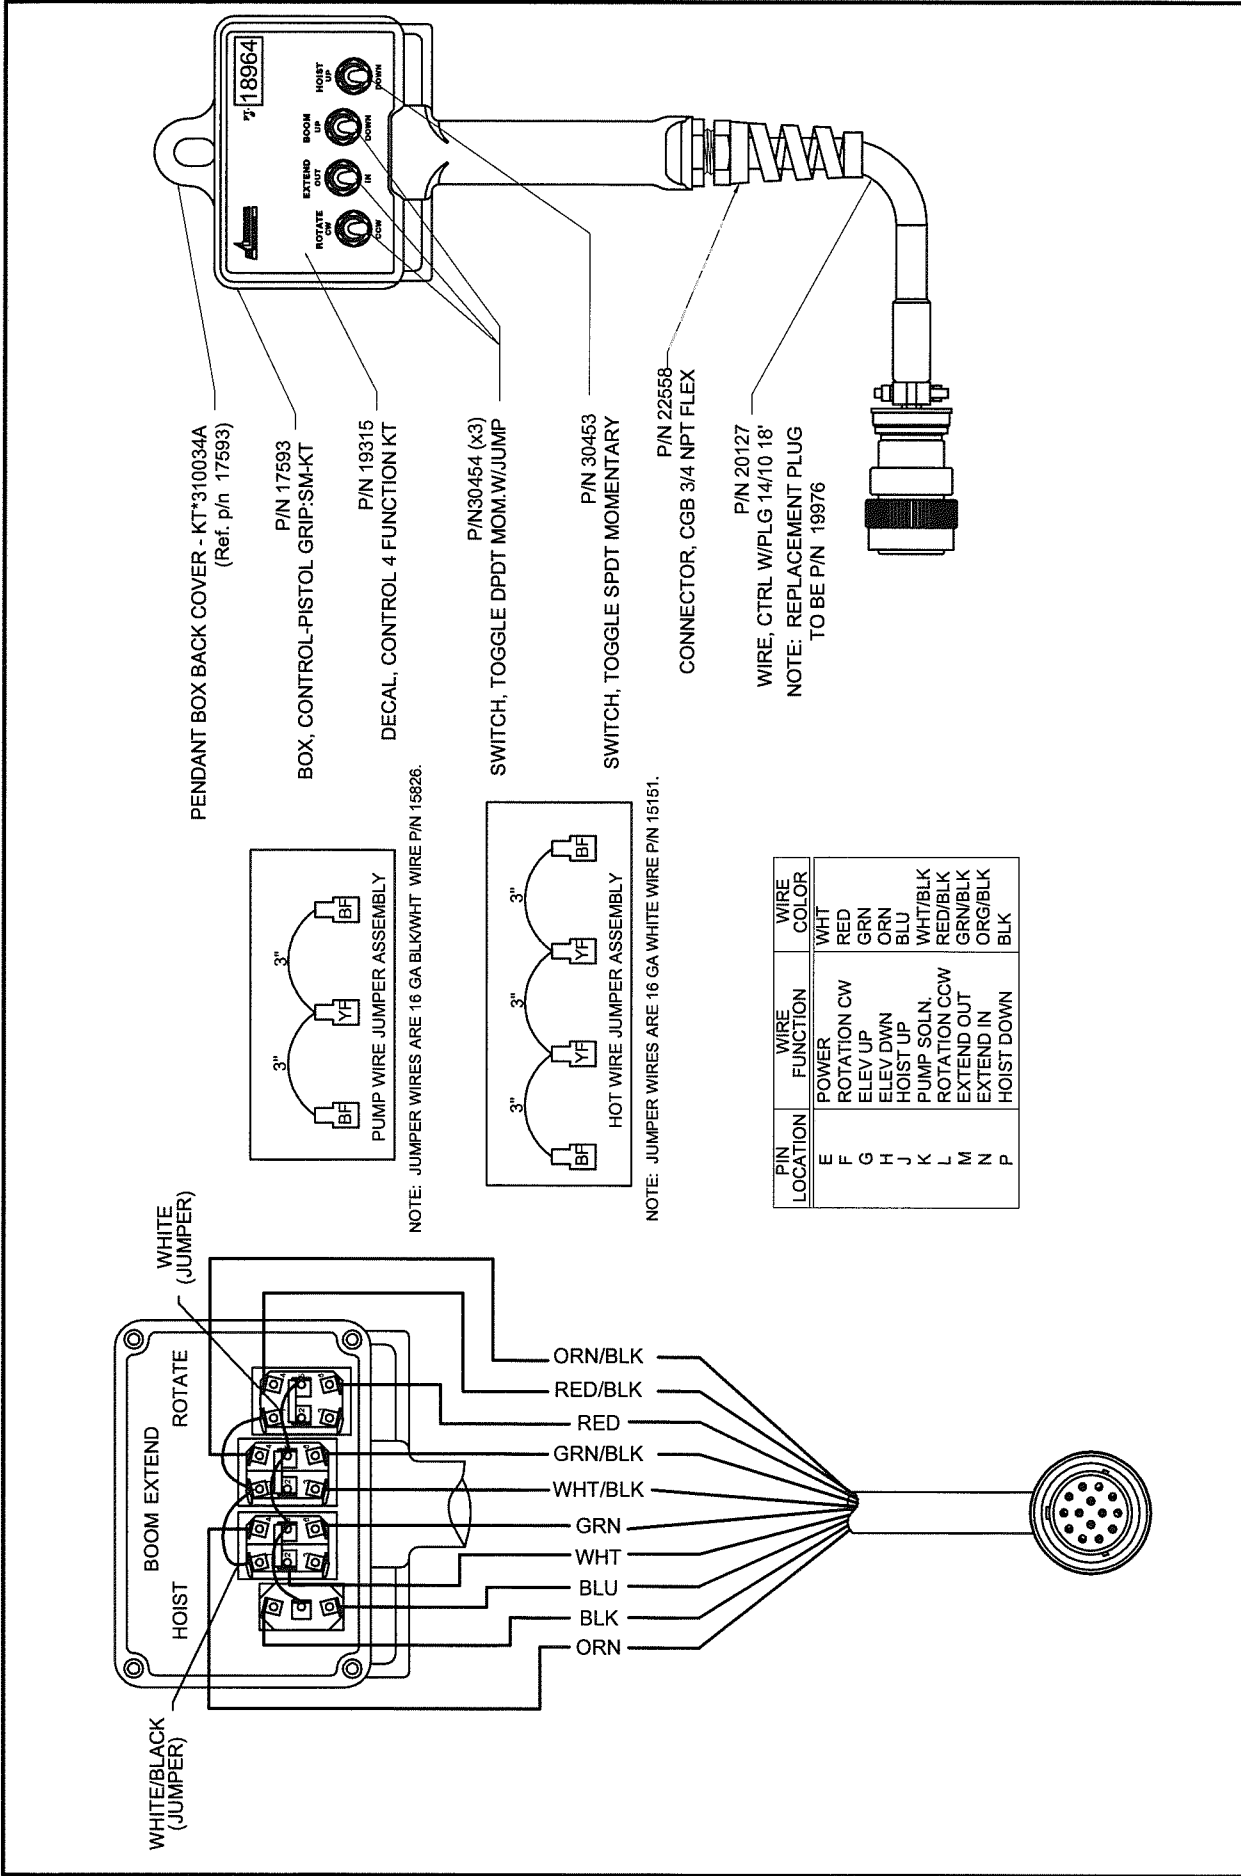 PT- 18964
ROTATE
CW
CCW
EXTEND
OUT
IN
BOOM
UP
DOWN
HOIST
UP
DOWN
PENDANT BOX BACK COVER - KT*310034A
(Ref. p/n 17593)
P/N 17593
BOX, CONTROL-PISTOL GRIP:SM-KT
P/N 19315
DECAL, CONTROL 4 FUNCTION KT
P/N30454 (x3)
SWITCH, TOGGLE DPDT MOM.W/JUMP
P/N 30453
SWITCH, TOGGLE SPDT MOMENTARY
P/N 22558
CONNECTOR, CGB 3/4 NPT FLEX
P/N 20127
WIRE, CTRL W/PLG 14/10 18'
NOTE: REPLACEMENT PLUG
TO BE P/N 19976
3"
3"
BF
YF
BF
PUMP WIRE JUMPER ASSEMBLY
NOTE: JUMPER WIRES ARE 16 GA BLK/WHT WIRE P/N 15826.
3"
3"
3"
BF
YF
YF
BF
HOT WIRE JUMPER ASSEMBLY
NOTE: JUMPER WIRES ARE 16 GA WHITE WIRE P/N 15151.
PIN LOCATION WIRE FUNCTION WIRE COLOR
E POWER WHT
F ROTATION CW RED
G ELEV UP GRN
H ELEV DWN ORN
J HOIST UP BLU
K PUMP SOLN. WHT/BLK
L ROTATION CCW RED/BLK
M EXTEND OUT GRN/BLK
N EXTEND IN ORG/BLK
P HOIST DOWN BLK
WHITE/BLACK
(JUMPER)
WHITE
(JUMPER)
HOIST
BOOM EXTEND
ROTATE
ORN/BLK
RED/BLK
RED
GRN/BLK
WHT/BLK
GRN
WHT
BLU
BLK
ORN